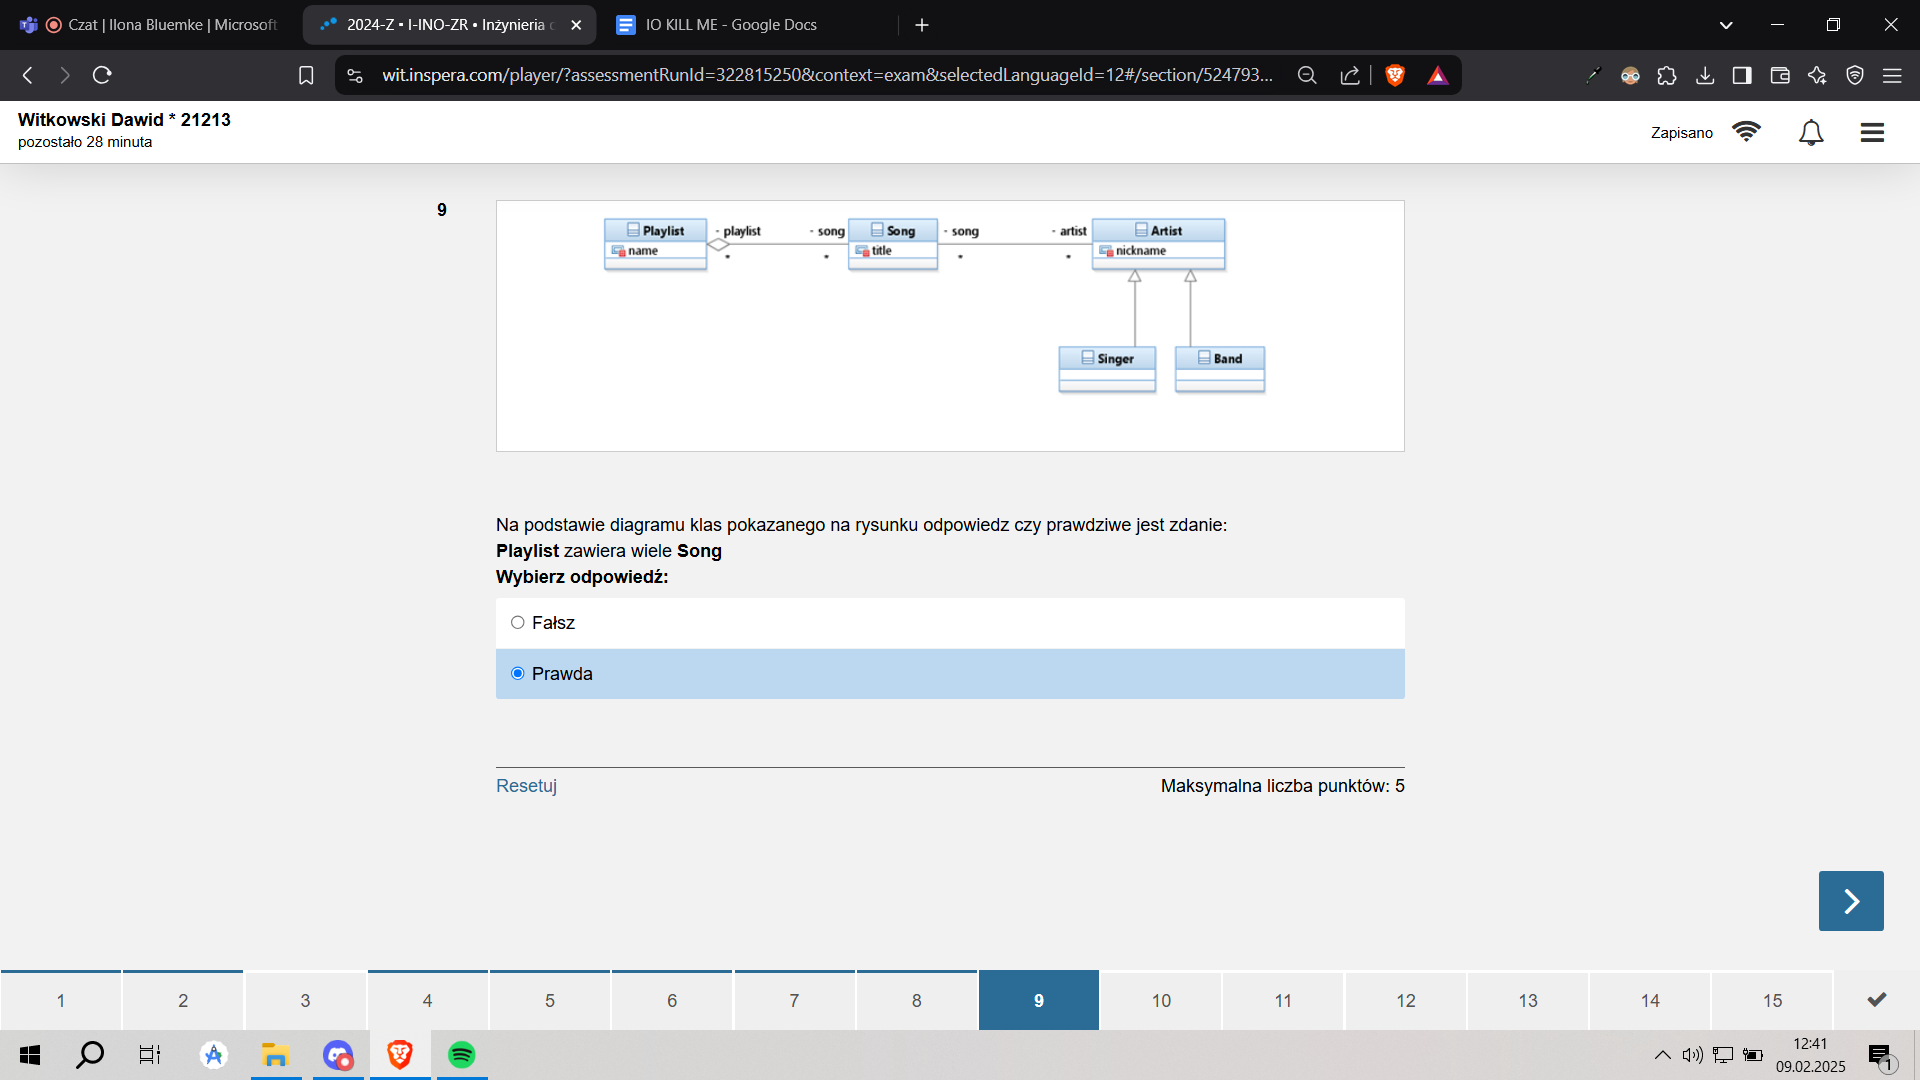 Czat | Ilona Bluemke | Microsoft
2024-Z • I-INO-ZR • Inżynieria
IO KILL ME - Google Docs
wit.inspera.com/player/?assessmentRunId=322815250&context=exam&selectedLanguageId=12#/section/524793...
Witkowski Dawid * 21213
pozostało 28 minuta
Zapisano
9
Playlist
- playlist
- song
Song
- song
- artist
Artist
name
*
*
title
*
*
nickname
Singer
Band
Na podstawie diagramu klas pokazanego na rysunku odpowiedz czy prawdziwe jest zdanie:
Playlist zawiera wiele Song
Wybierz odpowiedź:
Fałsz
Prawda
Resetuj
Maksymalna liczba punktów: 5
1
2
3
4
5
6
7
8
9
10
11
12
13
14
15
12:41
09.02.2025
1